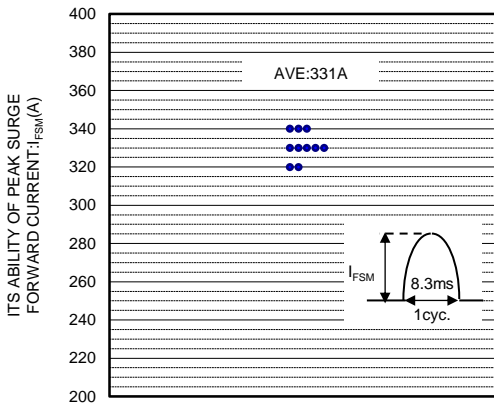 400
380
360
340
320
300
280
260
240
220
200
ITS ABILITY OF PEAK SURGE
FORWARD CURRENT:IFSM(A)
AVE:331A
IFSM
8.3ms
1cyc.